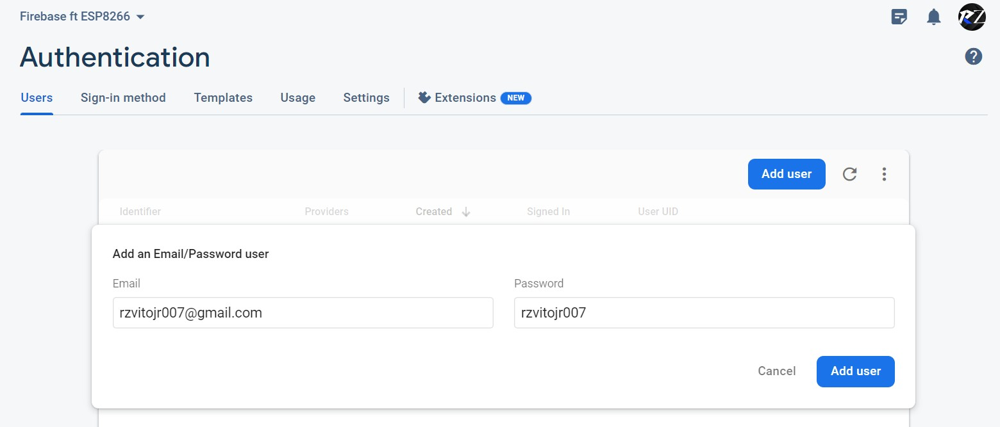 Firebase ft ESP8266
RZ
Authentication
?
Users Sign-in method Templates Usage Settings Extensions NEW
Add user
Identifier Providers Created Signed In User UID
Add an Email/Password user
Email Password
rzvitojr007@gmail.com rzvitojr007
Cancel Add user